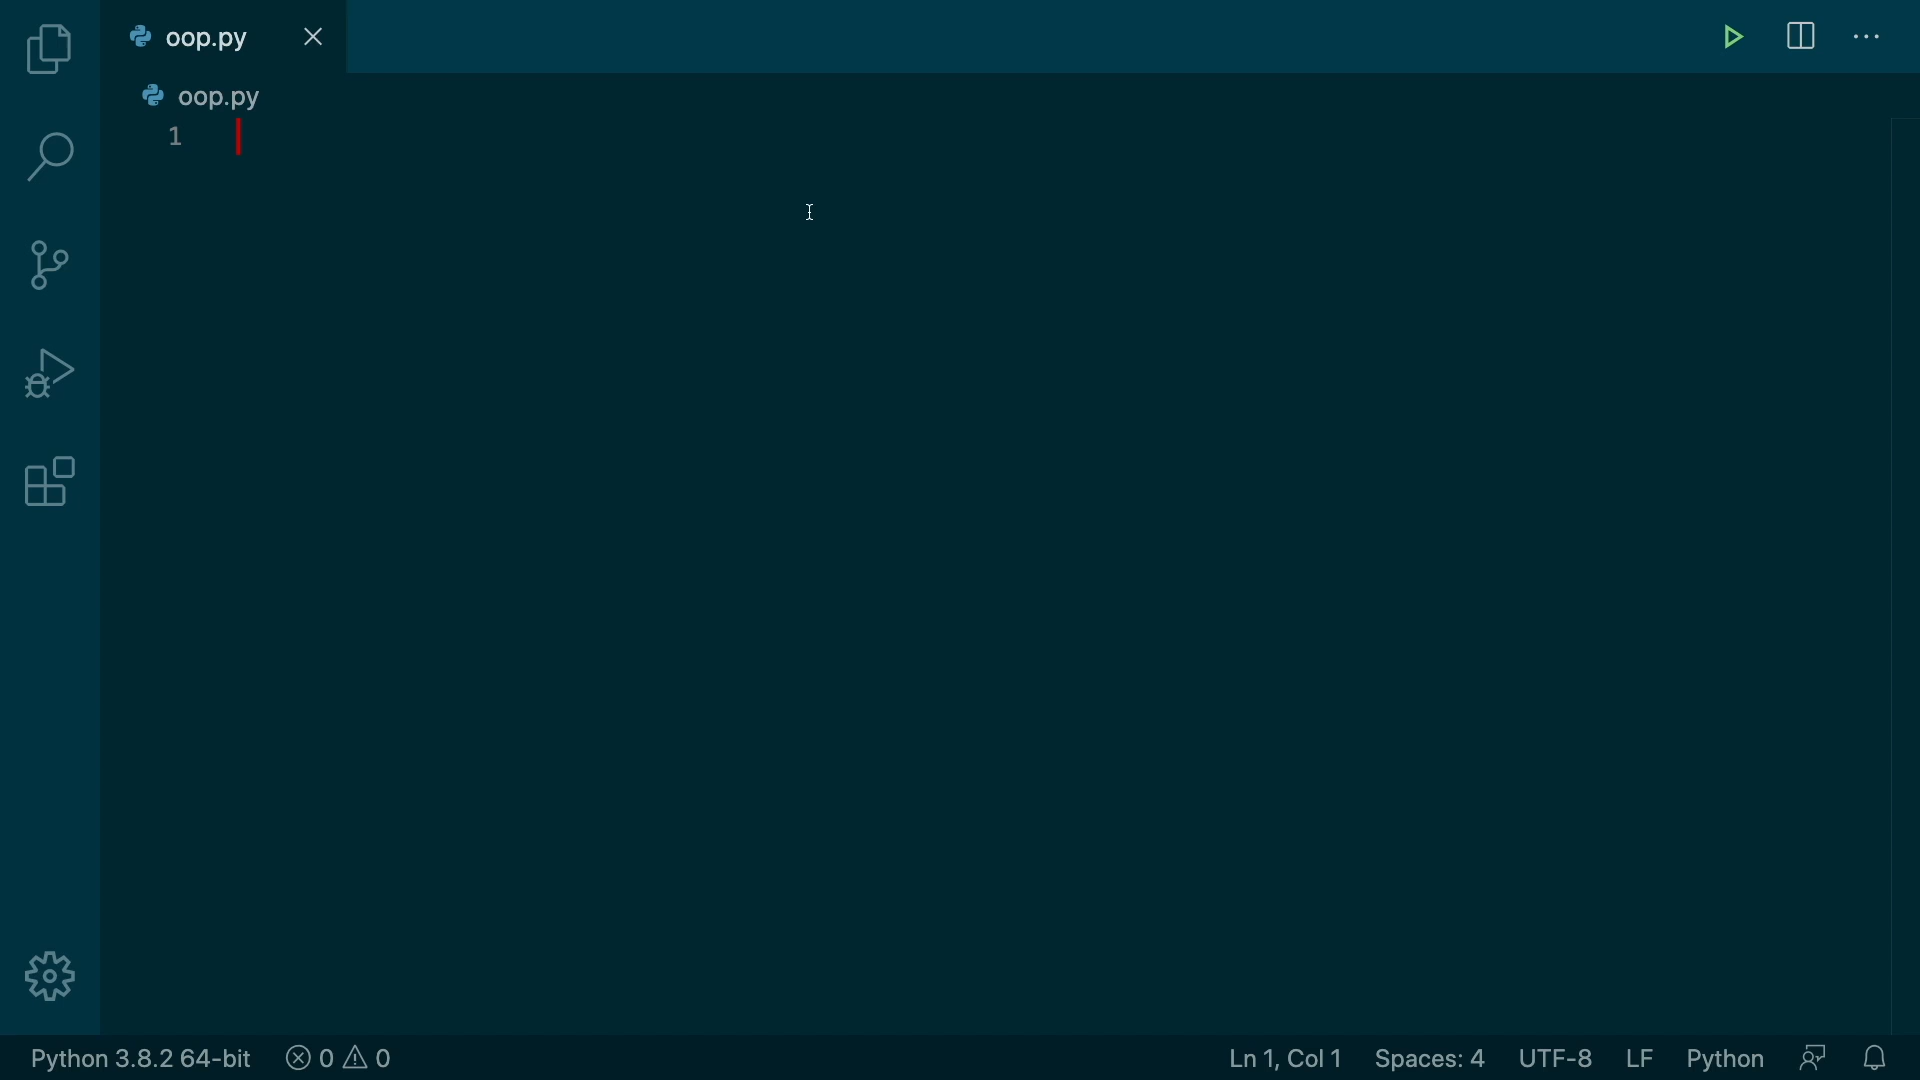 oop.py
oop.py
1
Python 3.8.2 64-bit 0 0 Ln 1, Col 1 Spaces: 4 UTF-8 LF Python